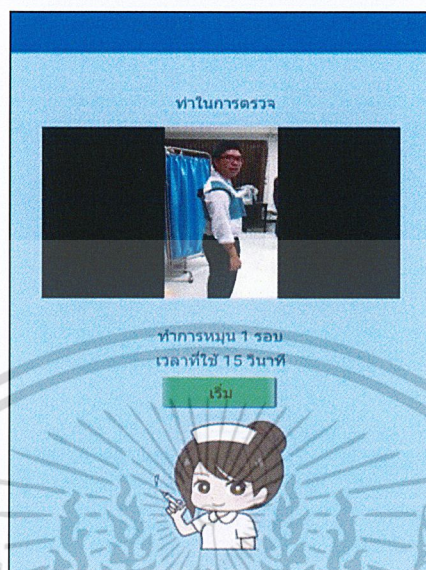 ท่าในการตรวจ
ทำการหมุน 1 รอบ
เวลาที่ใช้ 15 วินาที
เริ่ม